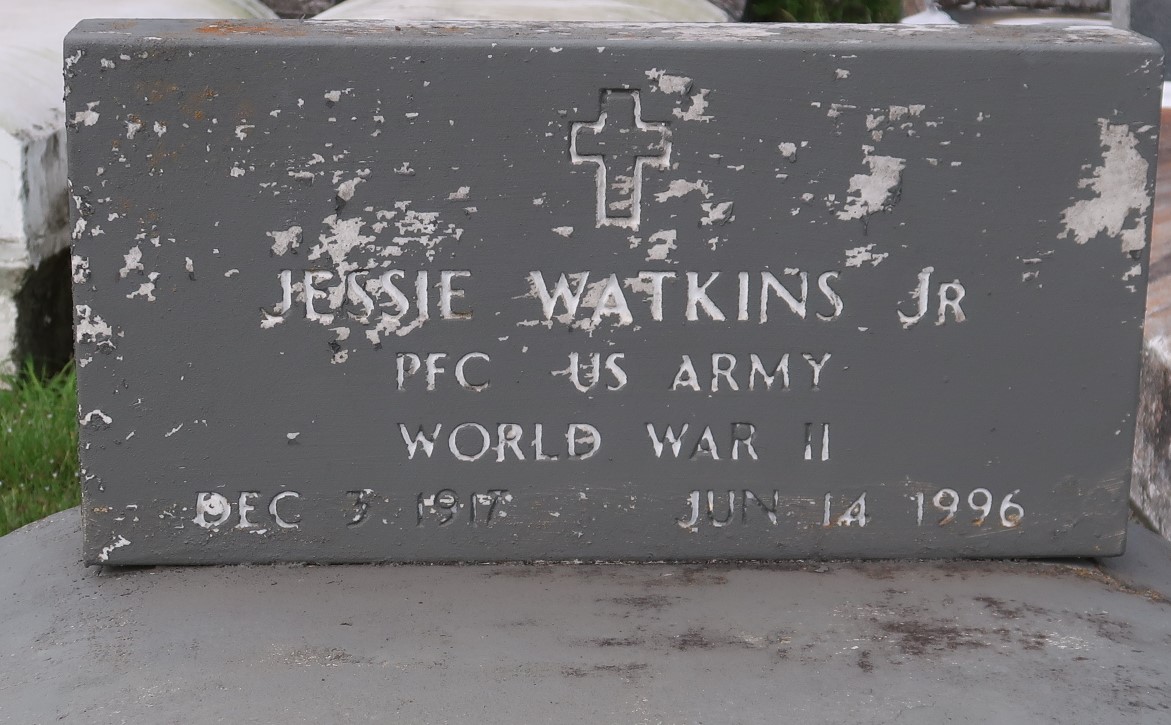 JESSIE WATKINS JR
PFC US ARMY
WORLD WAR II
DEC 3 1917 JUN 14 1996